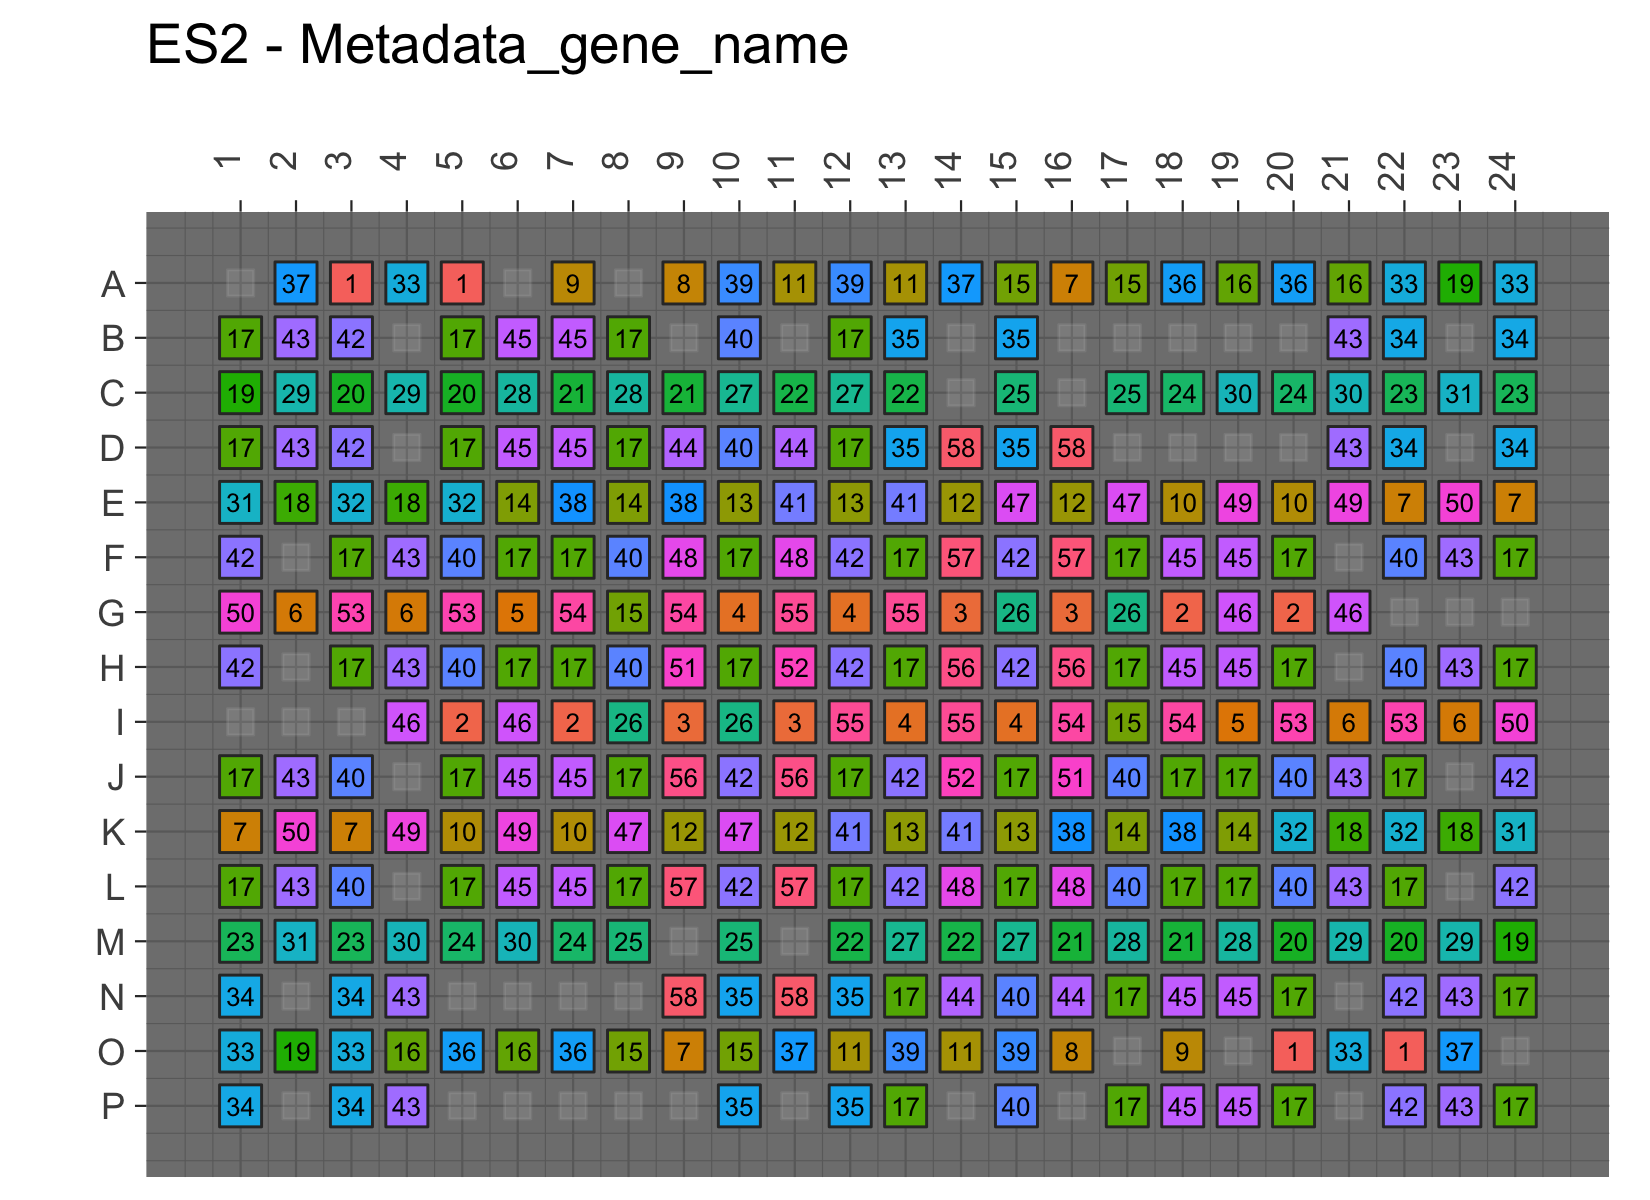 ES2 - Metadata_gene_name
1 2 3 4 5 6 7 8 9 10 11 12 13 14 15 16 17 18 19 20 21 22 23 24
A 37 1 33 1 9 8 39 11 39 11 37 15 7 15 36 16 36 16 33 19 33
B 17 43 42 17 45 45 17 40 17 35 35 43 34 34
C 19 29 20 29 20 28 21 28 21 27 22 27 22 25 25 24 30 24 30 23 31 23
D 17 43 42 17 45 45 17 44 40 44 17 35 58 35 58 43 34 34
E 31 18 32 18 32 14 38 14 38 13 41 13 41 12 47 12 47 10 49 10 49 7 50 7
F 42 17 43 40 17 17 40 48 17 48 42 17 57 42 57 17 45 45 17 40 43 17
G 50 6 53 6 53 5 54 15 54 4 55 4 55 3 26 3 26 2 46 2 46
H 42 17 43 40 17 17 40 51 17 52 42 17 56 42 56 17 45 45 17 40 43 17
I 46 2 46 2 26 3 26 3 55 4 55 4 54 15 54 5 53 6 53 6 50
J 17 43 40 17 45 45 17 56 42 56 17 42 52 17 51 40 17 17 40 43 17 42
K 7 50 7 49 10 49 10 47 12 47 12 41 13 41 13 38 14 38 14 32 18 32 18 31
L 17 43 40 17 45 45 17 57 42 57 17 42 48 17 48 40 17 17 40 43 17 42
M 23 31 23 30 24 30 24 25 25 22 27 22 27 21 28 21 28 20 29 20 29 19
N 34 34 43 58 35 58 35 17 44 40 44 17 45 45 17 42 43 17
O 33 19 33 16 36 16 36 15 7 15 37 11 39 11 39 8 9 1 33 1 37
P 34 34 43 35 35 17 40 17 45 45 17 42 43 17